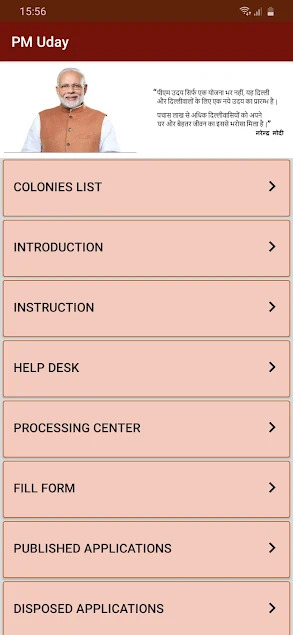 15:56
PM Uday
“पीएम उदय सिर्फ एक योजना भर नहीं, यह दिल्ली
और दिल्लीवालों के लिए एक नये उदय का प्रारम्भ है।
पचास लाख से अधिक दिल्लीवासियों को अपने
घर और बेहतर जीवन का इससे भरोसा मिला है।”
नरेन्द्र मोदी
COLONIES LIST
INTRODUCTION
INSTRUCTION
HELP DESK
PROCESSING CENTER
FILL FORM
PUBLISHED APPLICATIONS
DISPOSED APPLICATIONS